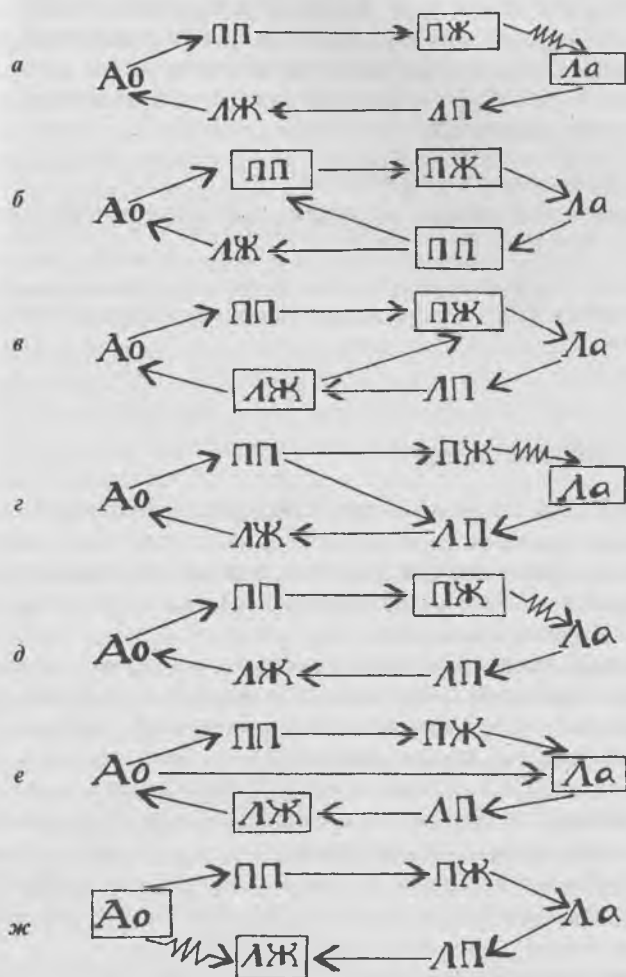 ПП ПЖ
а Ао Ла
ЛЖ ЛП
ПП ПЖ
б Ао Ла
ЛЖ ПП
ПП ПЖ
в Ао Ла
ЛЖ ЛП
ПП ПЖ
г Ао Ла
ЛЖ ЛП
ПП ПЖ
д Ао Ла
ЛЖ ЛП
ПП ПЖ
е Ао Ла
ЛЖ ЛП
ПП ПЖ
ж Ао Ла
ЛЖ ЛП